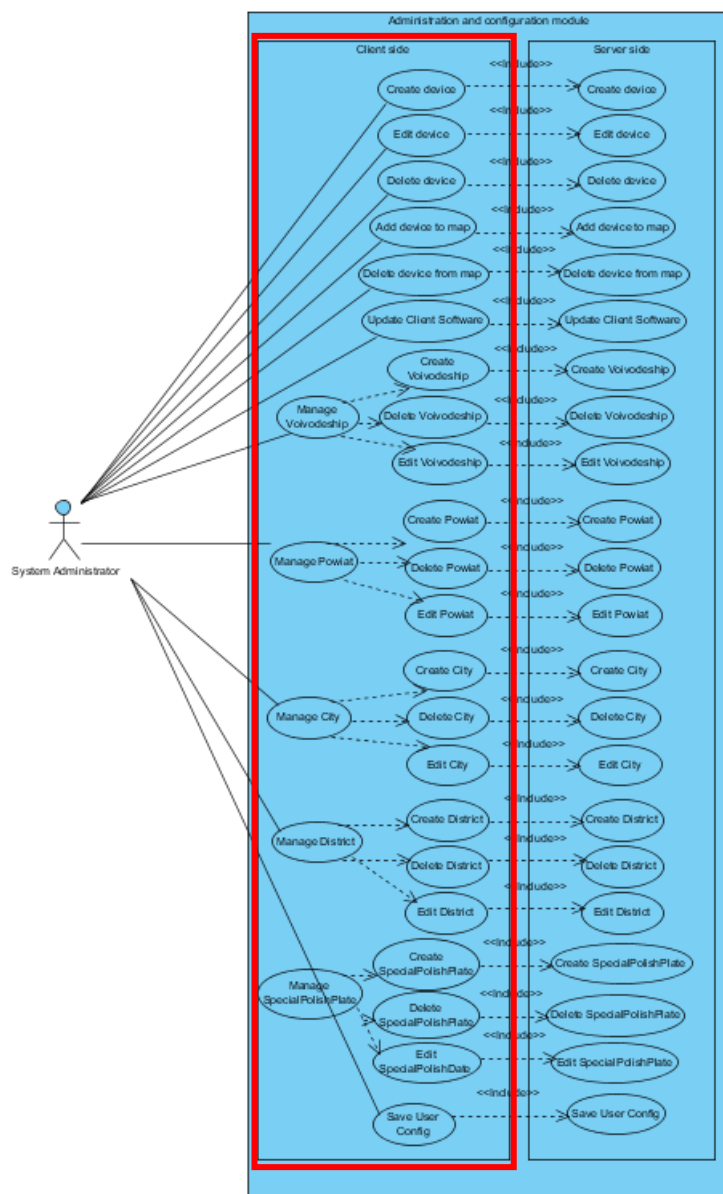 Administration and configuration module
Client side
Server side
<<Include>>
Create device
Create device
<<Include>>
Edit device
Edit device
<<Include>>
Delete device
Delete device
<<Include>>
Add device to map
Add device to map
<<Include>>
Delete device from map
Delete device from map
<<Include>>
Update Client Software
Update Client Software
<<Include>>
Create
Voivodeship
Create Voivodeship
<<Include>>
Manage
Voivodeship
Delete Voivodeship
Delete Voivodeship
<<Include>>
Edit Voivodeship
Edit Voivodeship
<<Include>>
Create Powiat
Create Powiat
System Administrator
<<Include>>
Manage Powiat
Delete Powiat
Delete Powiat
<<Include>>
Edit Powiat
Edit Powiat
<<Include>>
Create City
Create City
<<Include>>
Manage City
Delete City
Delete City
<<Include>>
Edit City
Edit City
<<Include>>
Create District
Create District
<<Include>>
Manage District
Delete District
Delete District
<<Include>>
Edit District
Edit District
<<Include>>
Create
SpecialPolishPlate
Create SpecialPolishPlate
Manage
SpecialPolishPlate
<<Include>>
Delete
SpecialPolishPlate
Delete SpecialPolishPlate
<<Include>>
Edit
SpecialPolishDate
Edit SpecialPolishPlate
<<Include>>
Save User
Config
Save User Config